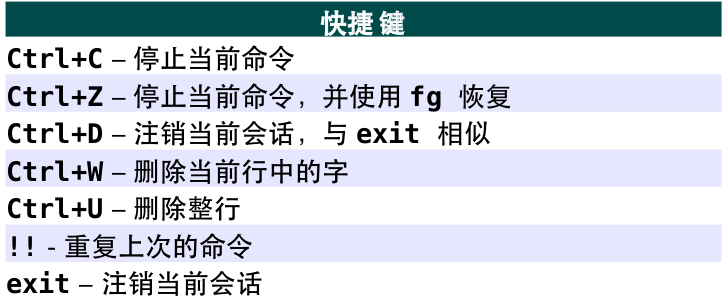 快捷键
Ctrl+C – 停止当前命令
Ctrl+Z – 停止当前命令，并使用 fg 恢复
Ctrl+D – 注销当前会话，与 exit 相似
Ctrl+W – 删除当前行中的字
Ctrl+U – 删除整行
!! - 重复上次的命令
exit – 注销当前会话